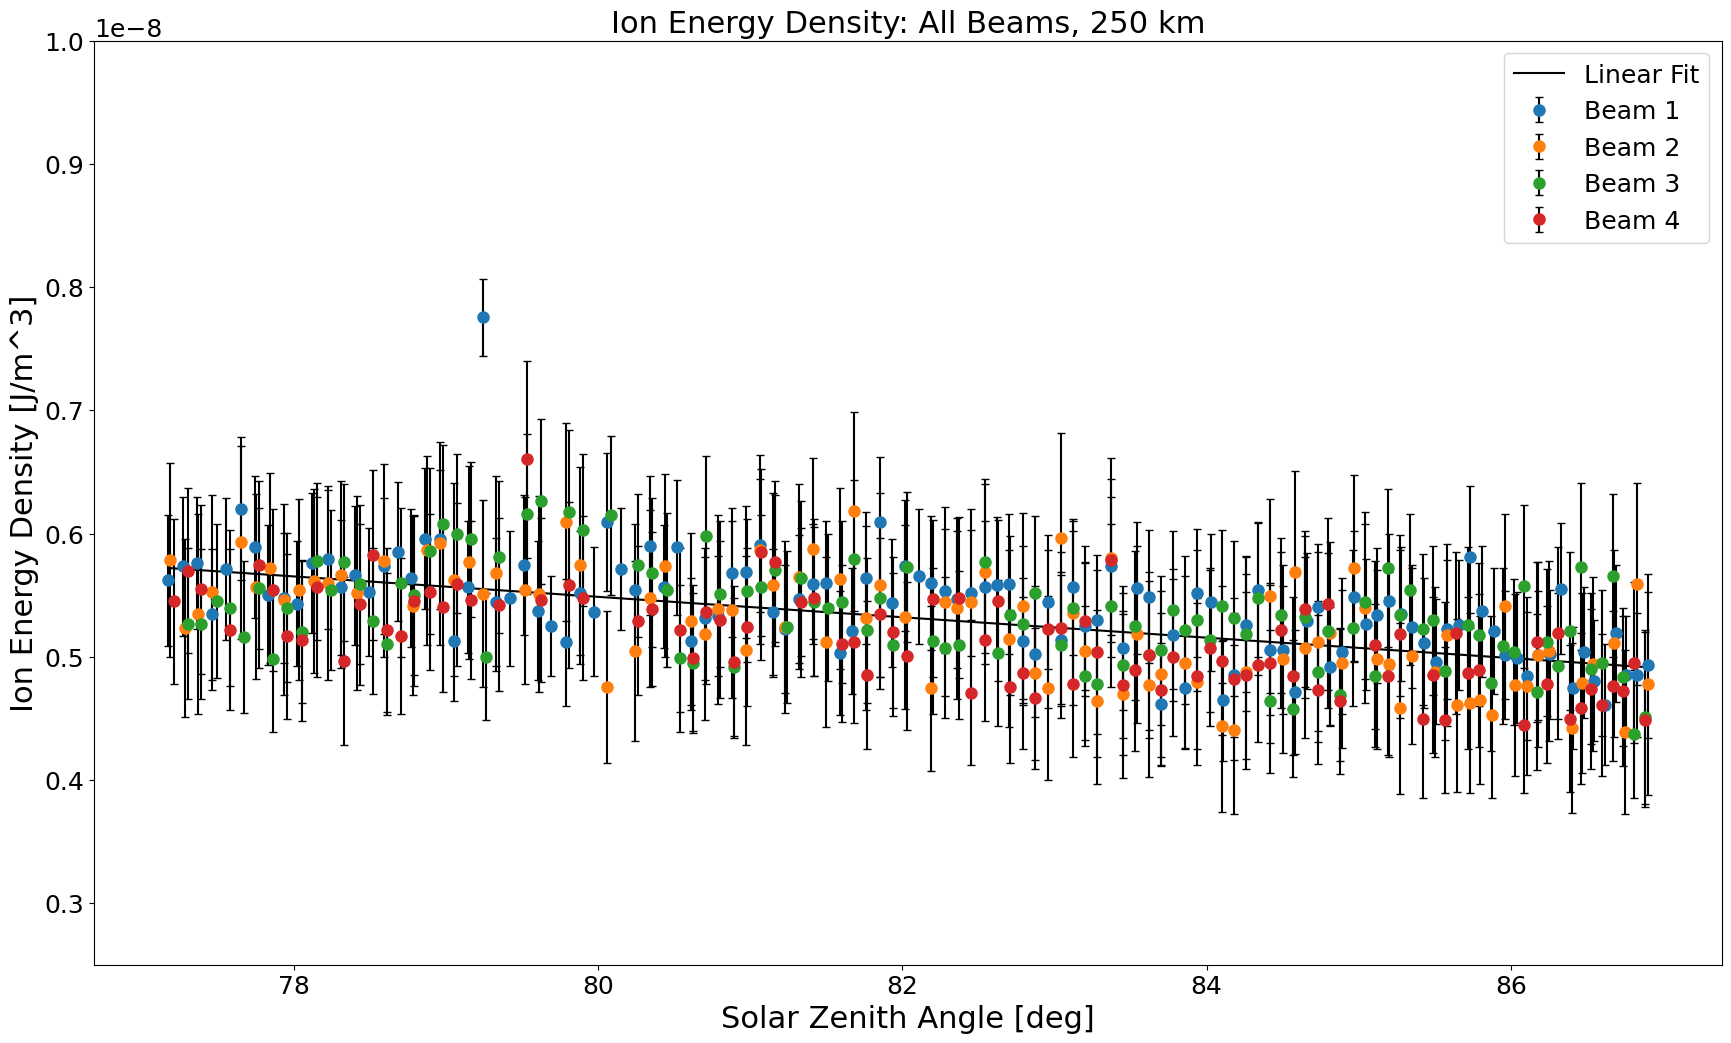 Ion Energy Density: All Beams, 250 km
1e−8
1.0
0.9
0.8
0.7
0.6
0.5
0.4
0.3
Ion Energy Density [J/m^3]
Linear Fit
Beam 1
Beam 2
Beam 3
Beam 4
78 80 82 84 86
Solar Zenith Angle [deg]